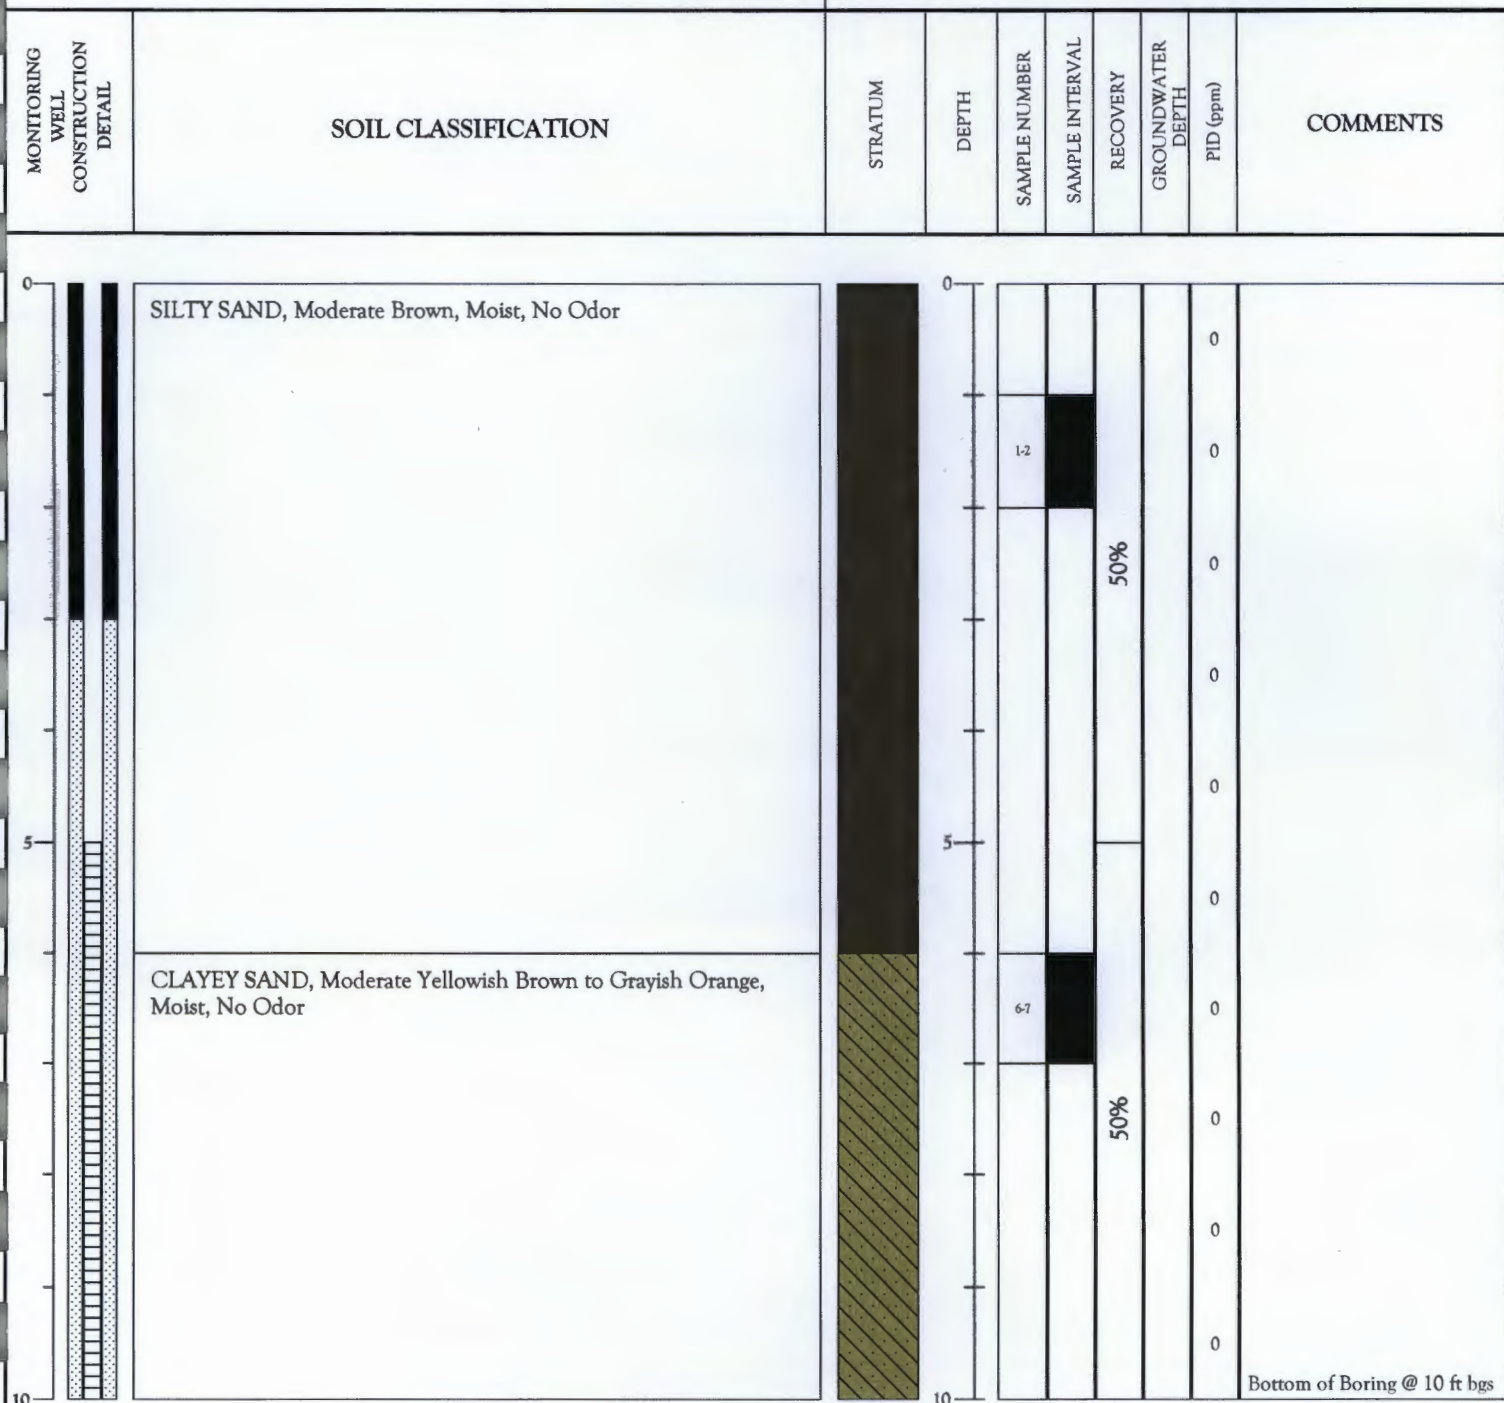 MONITORING
WELL
CONSTRUCTION
DETAIL
SOIL CLASSIFICATION
STRATUM
DEPTH
SAMPLE NUMBER
SAMPLE INTERVAL
RECOVERY
GROUNDWATER
DEPTH
PID (ppm)
COMMENTS
0
SILTY SAND, Moderate Brown, Moist, No Odor
0
0
1-2
0
50%
0
0
0
5
5
0
CLAYEY SAND, Moderate Yellowish Brown to Grayish Orange,
Moist, No Odor
6-7
0
50%
0
0
0
Bottom of Boring @ 10 ft bgs
10
10